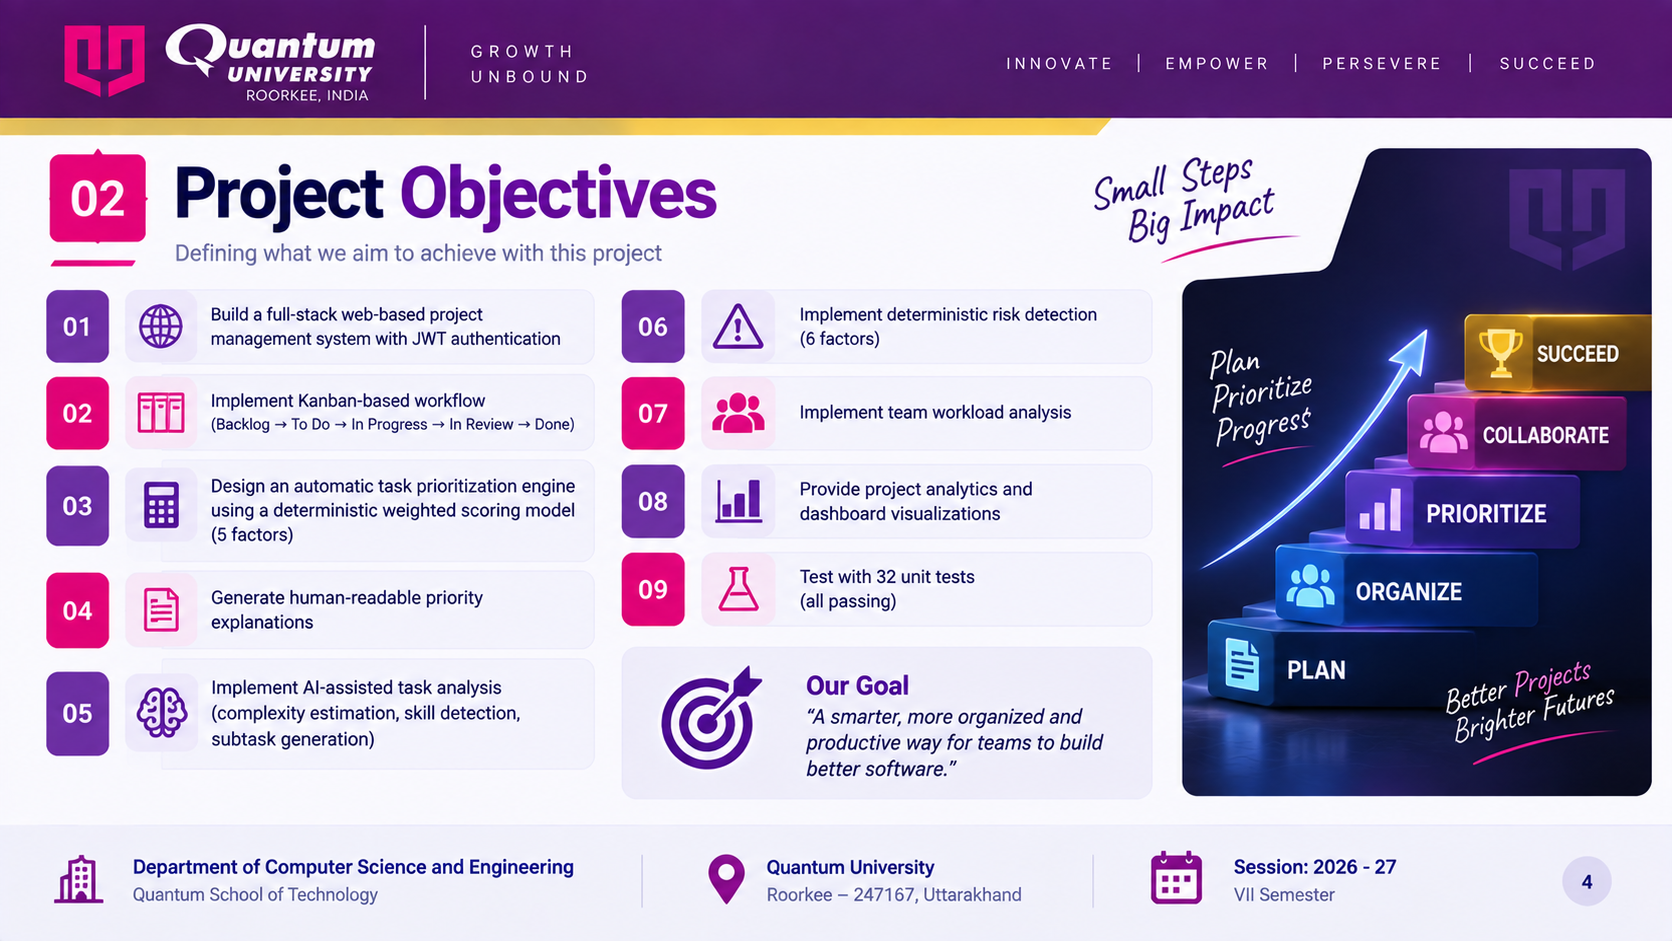 Quantum
UNIVERSITY
ROORKEE, INDIA
GROWTH
UNBOUND
INNOVATE | EMPOWER | PERSEVERE | SUCCEED
02
Project Objectives
Defining what we aim to achieve with this project
Small Steps
Big Impact
01
Build a full-stack web-based project
management system with JWT authentication
02
Implement Kanban-based workflow
(Backlog → To Do → In Progress → In Review → Done)
03
Design an automatic task prioritization engine
using a deterministic weighted scoring model
(5 factors)
04
Generate human-readable priority
explanations
05
Implement AI-assisted task analysis
(complexity estimation, skill detection,
subtask generation)
06
Implement deterministic risk detection
(6 factors)
07
Implement team workload analysis
08
Provide project analytics and
dashboard visualizations
09
Test with 32 unit tests
(all passing)
Our Goal
“A smarter, more organized and
productive way for teams to build
better software.”
Plan
Prioritize
Progress
SUCCEED
COLLABORATE
PRIORITIZE
ORGANIZE
PLAN
Better Projects
Brighter Futures
Department of Computer Science and Engineering
Quantum School of Technology
Quantum University
Roorkee – 247167, Uttarakhand
Session: 2026 - 27
VII Semester
4